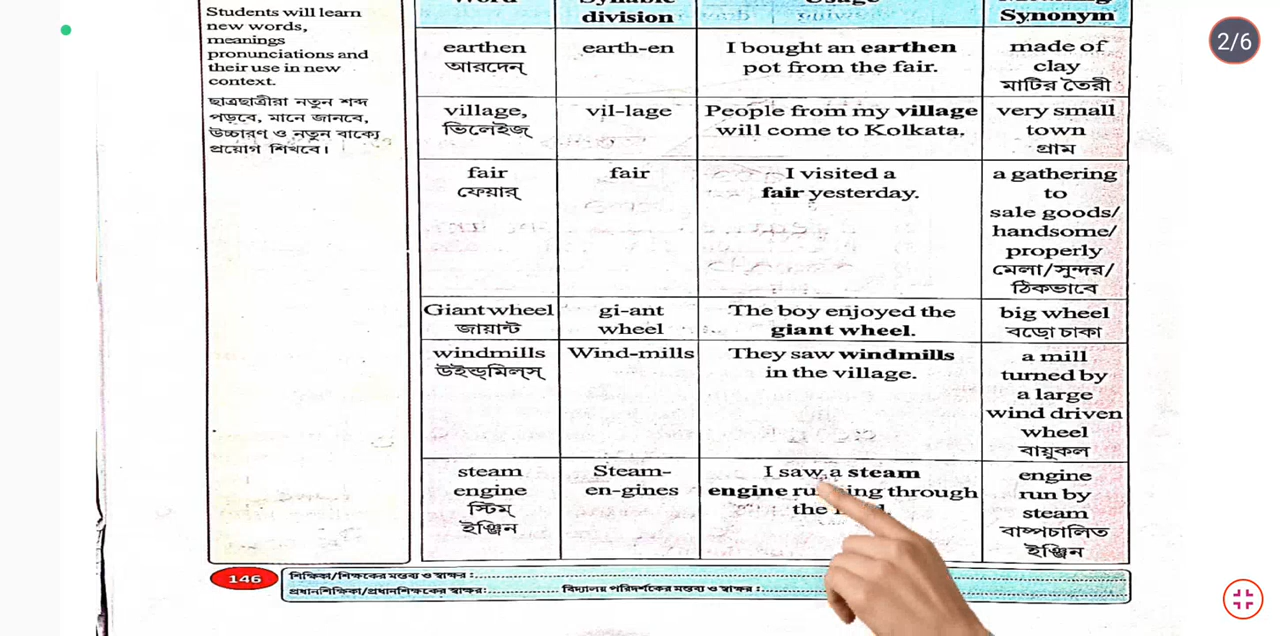 Students will learn
new words,
meanings
pronunciations and
their use in new
context.
ছাত্রছাত্রীরা নতুন শব্দ
পড়বে, মানে জানবে,
উচ্চারণ ও নতুন বাক্যে
প্রয়োগ শিখবে।
division
Synonym
earthen
আরদেন্
earth-en
I bought an earthen
pot from the fair.
made of
clay
মাটির তৈরী
village,
ভিলেইজ্
vil-lage
People from my village
will come to Kolkata.
very small
town
গ্রাম
fair
ফেয়ার্
fair
I visited a
fair yesterday.
a gathering
to
sale goods/
handsome/
properly
মেলা/সুন্দর/
ঠিকভাবে
Giant wheel
জায়ান্ট
gi-ant
wheel
The boy enjoyed the
giant wheel.
big wheel
বড়ো চাকা
windmills
উইন্ড্‌মিল্‌স্
Wind-mills
They saw windmills
in the village.
a mill
turned by
a large
wind driven
wheel
বায়ুকল
steam
engine
স্টিম্
ইঞ্জিন
Steam-
en-gines
I saw a steam
engine through
the
engine
run by
steam
বাষ্পচালিত
ইঞ্জিন
146
শিক্ষিকা/শিক্ষকের মন্তব্য ও স্বাক্ষর :
প্রধানশিক্ষিকা/প্রধানশিক্ষকের স্বাক্ষর:
বিদ্যালয় পরিদর্শকের মন্তব্য ও স্বাক্ষর :
2/6